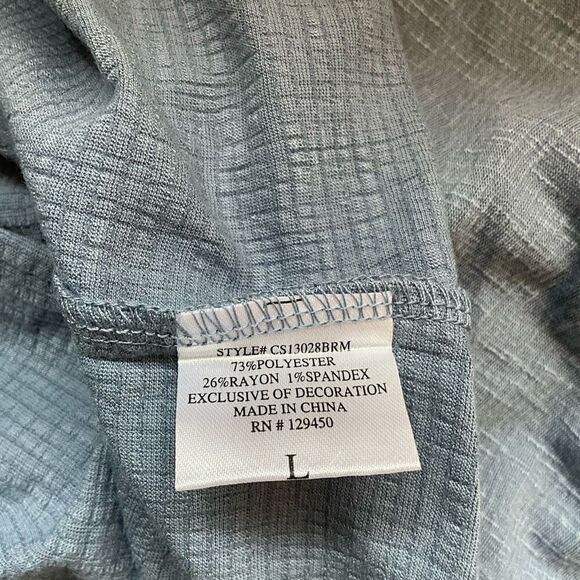 STYLE# CS13028BRM
73%POLYESTER
26%RAYON 1%SPANDEX
EXCLUSIVE OF DECORATION
MADE IN CHINA
RN # 129450
L